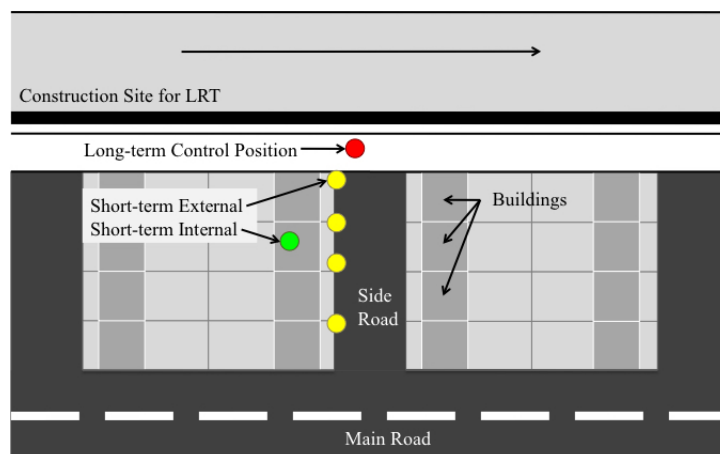 Construction Site for LRT
Long-term Control Position
Short-term External
Short-term Internal
Buildings
Side
Road
Main Road